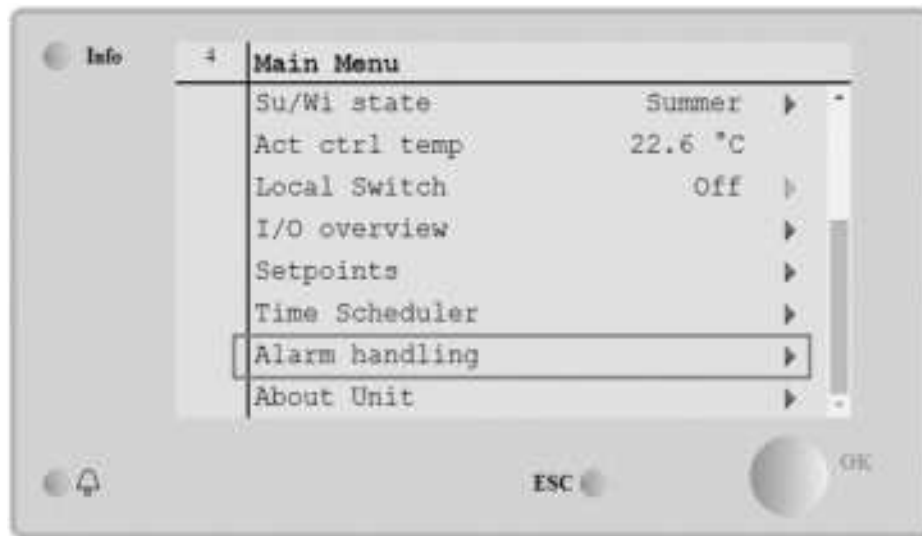 Info
4 Main Menu
Su/Wi state Summer
Act ctrl temp 22.6 °C
Local Switch Off
I/O overview
Setpoints
Time Scheduler
Alarm handling
About Unit
ESC
OK